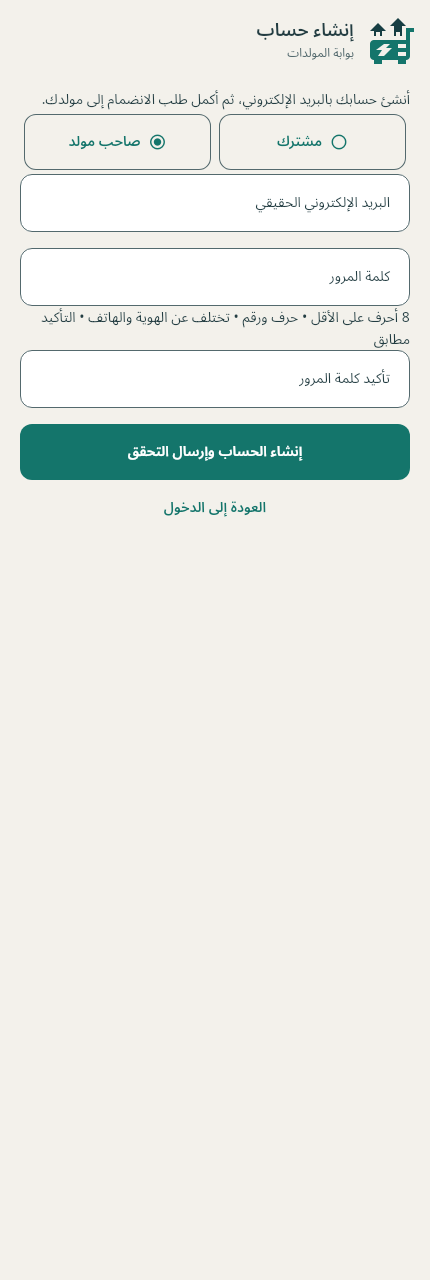 إنشاء حساب
بوابة المولدات
أنشئ حسابك بالبريد الإلكتروني، ثم أكمل طلب الانضمام إلى مولدك.
مشترك
صاحب مولد
البريد الإلكتروني الحقيقي
كلمة المرور
8 أحرف على الأقل • حرف ورقم • تختلف عن الهوية والهاتف • التأكيد
مطابق
تأكيد كلمة المرور
إنشاء الحساب وإرسال التحقق
العودة إلى الدخول